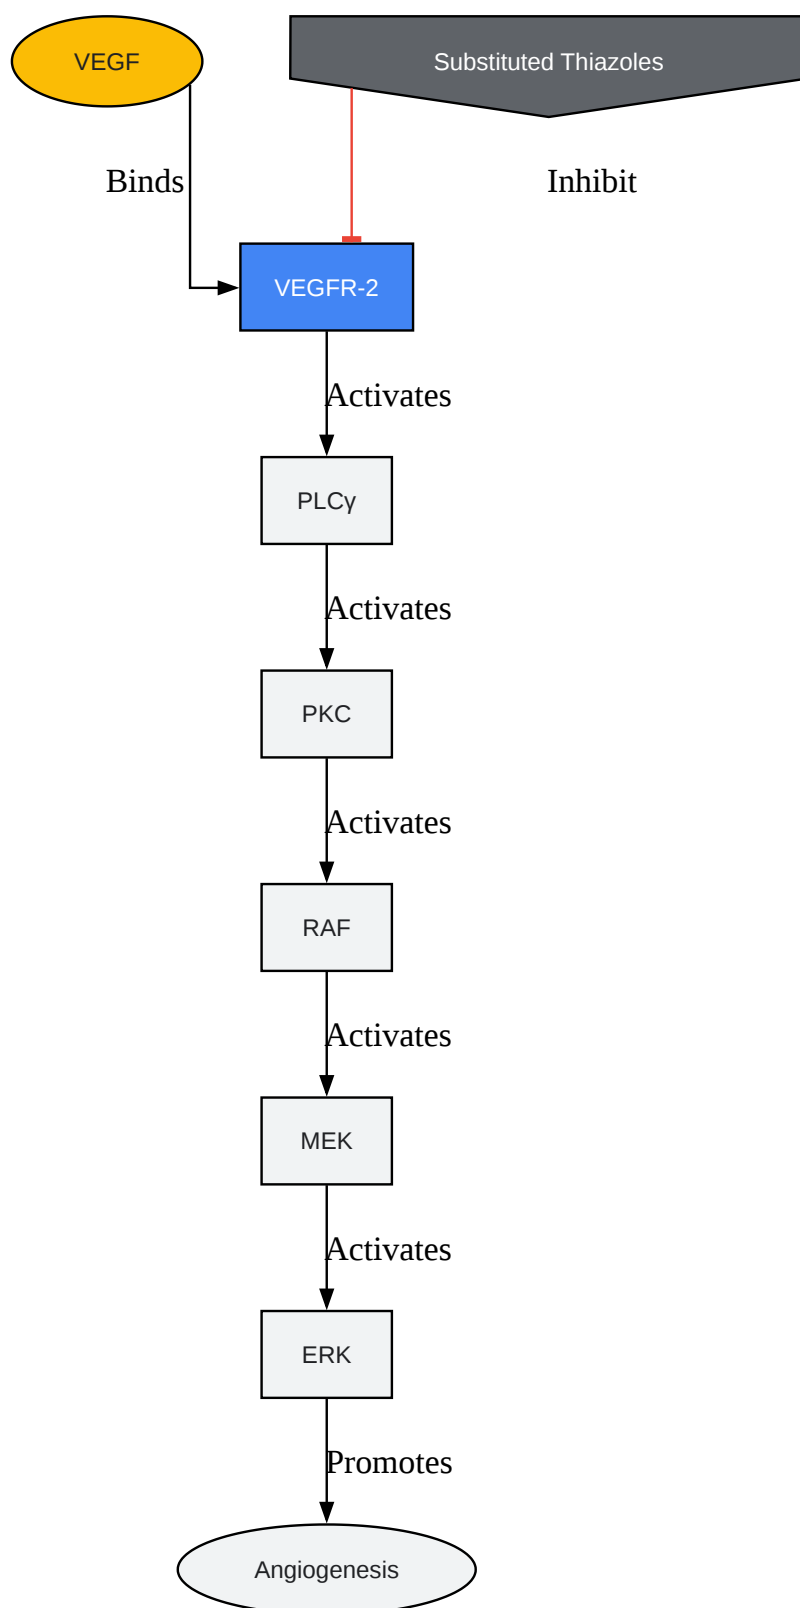 VEGF
Substituted Thiazoles
Binds
Inhibit
VEGFR-2
Activates
PLCγ
Activates
PKC
Activates
RAF
Activates
MEK
Activates
ERK
Promotes
Angiogenesis